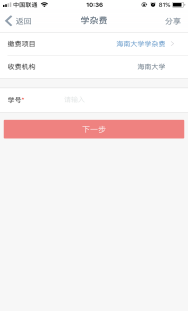 中国联通 10:36 81%
返回 学杂费 分享
缴费项目 海南大学学杂费
收费机构 海南大学
学号* 请输入
下一步